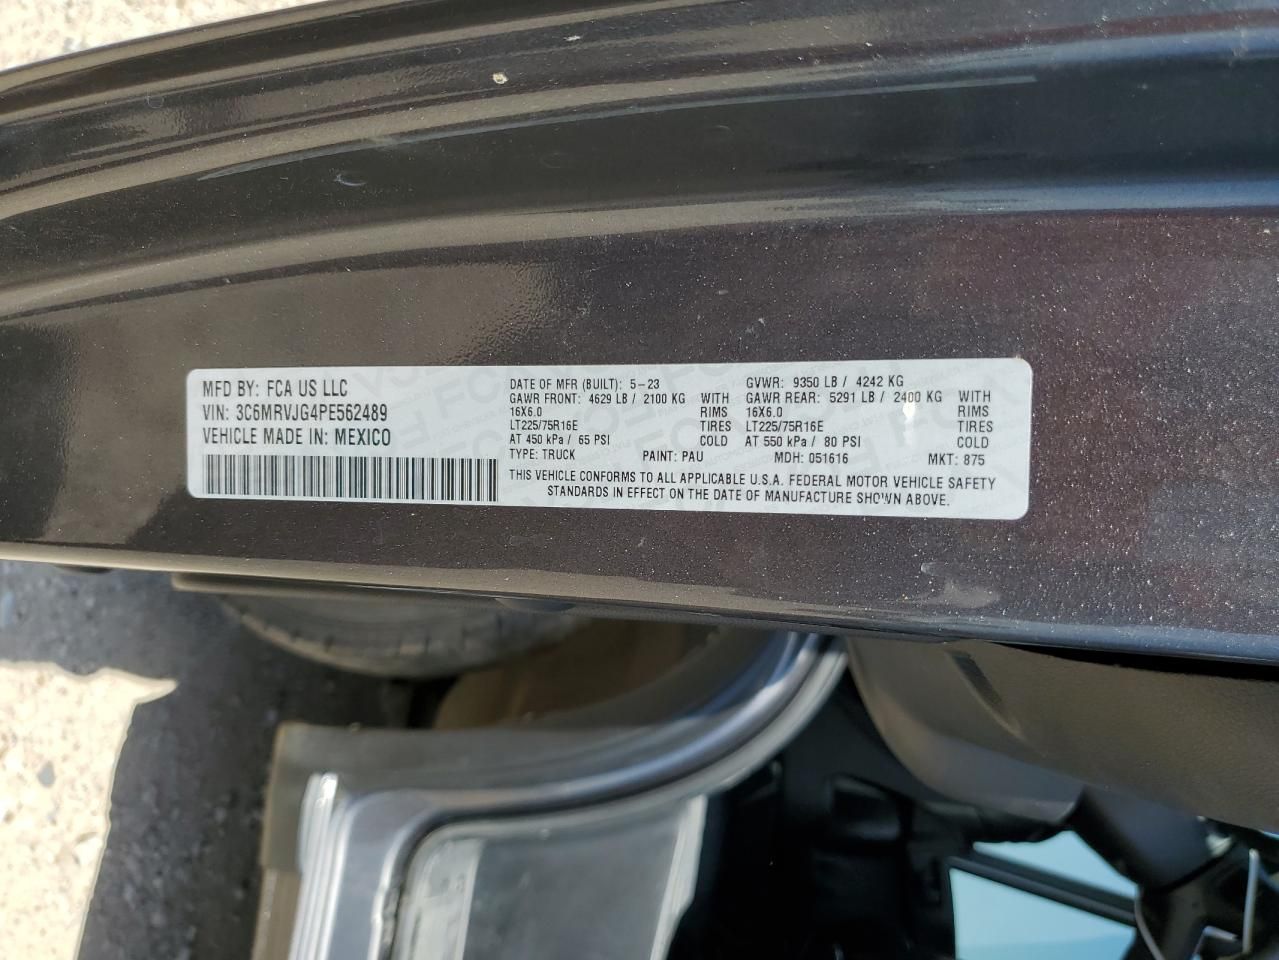 MFD BY: FCA US LLC
VIN: 3C6MRVJG4PE562489
VEHICLE MADE IN: MEXICO
DATE OF MFR (BUILT): 5-23 GVWR: 9350 LB / 4242 KG
GAWR FRONT: 4629 LB / 2100 KG WITH GAWR REAR: 5291 LB / 2400 KG WITH
16X6.0 RIMS 16X6.0 RIMS
LT225/75R16E TIRES LT225/75R16E TIRES
AT 450 kPa / 65 PSI COLD AT 550 kPa / 80 PSI COLD
TYPE: TRUCK PAINT: PAU MDH: 051616 MKT: 875
THIS VEHICLE CONFORMS TO ALL APPLICABLE U.S.A. FEDERAL MOTOR VEHICLE SAFETY
STANDARDS IN EFFECT ON THE DATE OF MANUFACTURE SHOWN ABOVE.